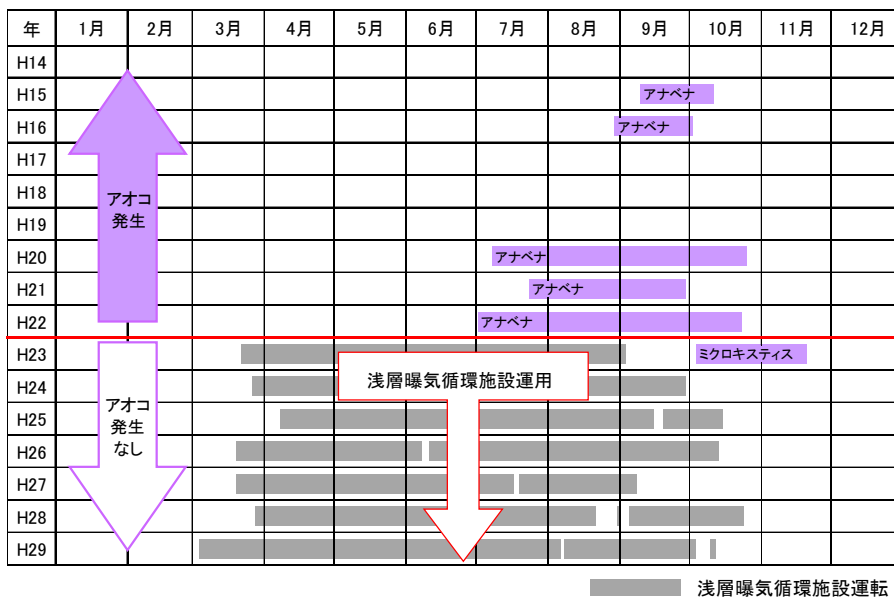 年 1月 2月 3月 4月 5月 6月 7月 8月 9月 10月 11月 12月
H14
H15 アナベナ
H16 アナベナ
H17
H18
アオコ
発生
H19
H20 アナベナ
H21 アナベナ
H22 アナベナ
H23 ミクロキスティス
浅層曝気循環施設運用
H24
アオコ
発生
なし
H25
H26
H27
H28
H29
浅層曝気循環施設運転